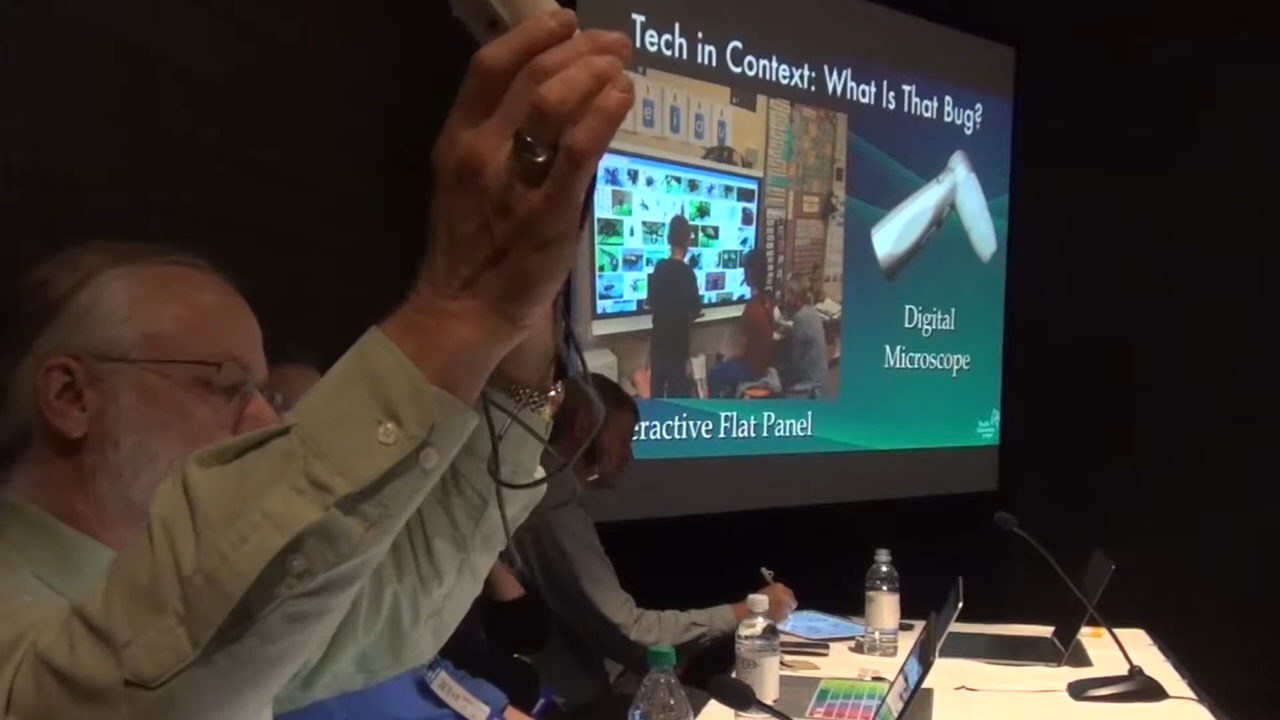 Tech in Context: What Is That Bug?
e i o u
Digital
Microscope
eractive Flat Panel